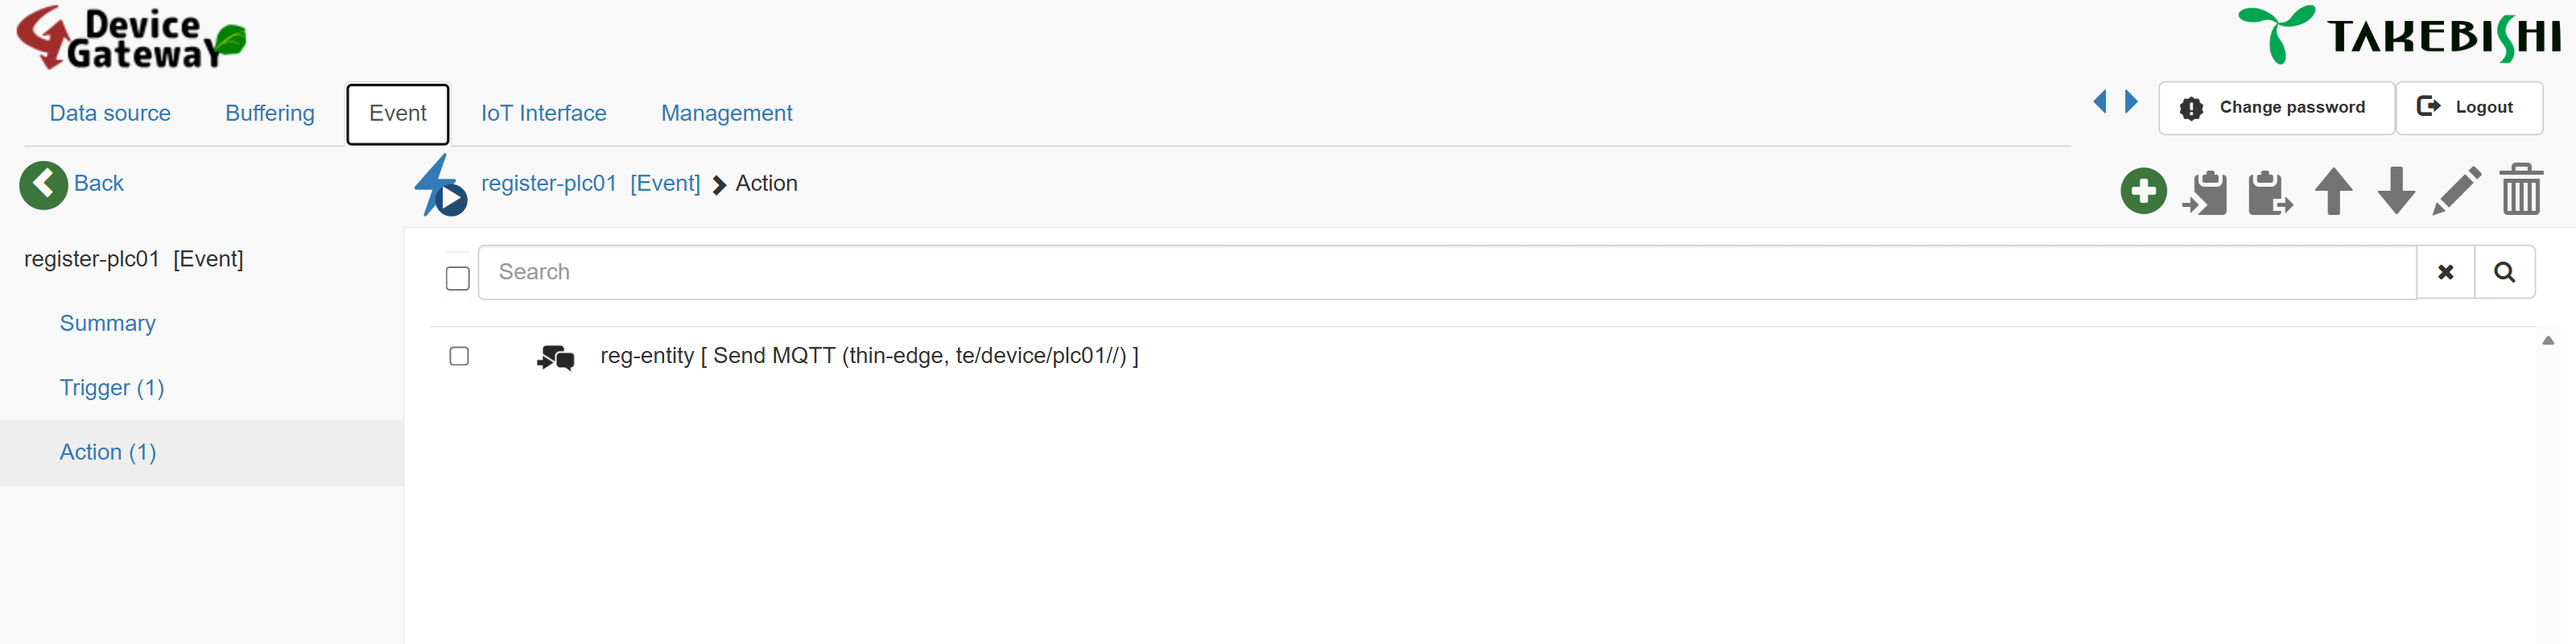 Device
Gateway
TAKEBISHI
Data source
Buffering
Event
IoT Interface
Management
Change password
Logout
Back
register-plc01 [Event] Action
register-plc01 [Event]
Search
Summary
reg-entity [ Send MQTT (thin-edge, te/device/plc01//) ]
Trigger (1)
Action (1)